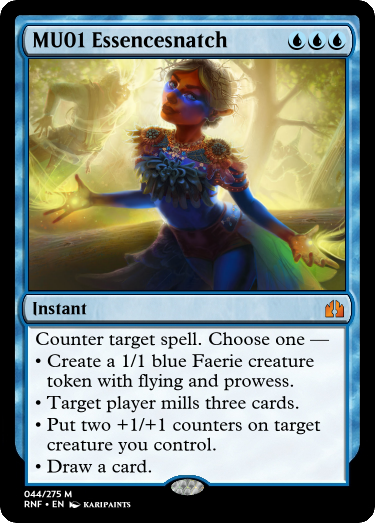 MU01 Essencesnatch
Instant
Counter target spell. Choose one —
• Create a 1/1 blue Faerie creature
token with flying and prowess.
• Target player mills three cards.
• Put two +1/+1 counters on target
creature you control.
• Draw a card.
044/275 M
RNF • EN KARIPAINTS